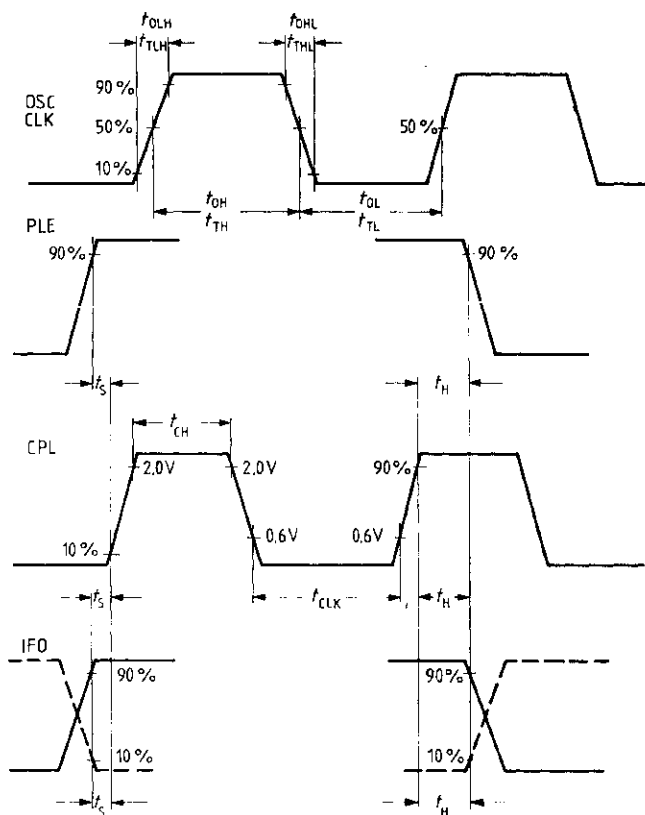 tOLH tOHL
tTLH tTHL
90%
OSC
CLK
50% 50%
10%
tOH tOL
tTH tTL
PLE
90% 90%
tS tH
tCH
CPL
2,0V 2,0V 90%
0,6V 0,6V
10%
tS tCLK tH
IFO
90% 90%
10% 10%
tS tH